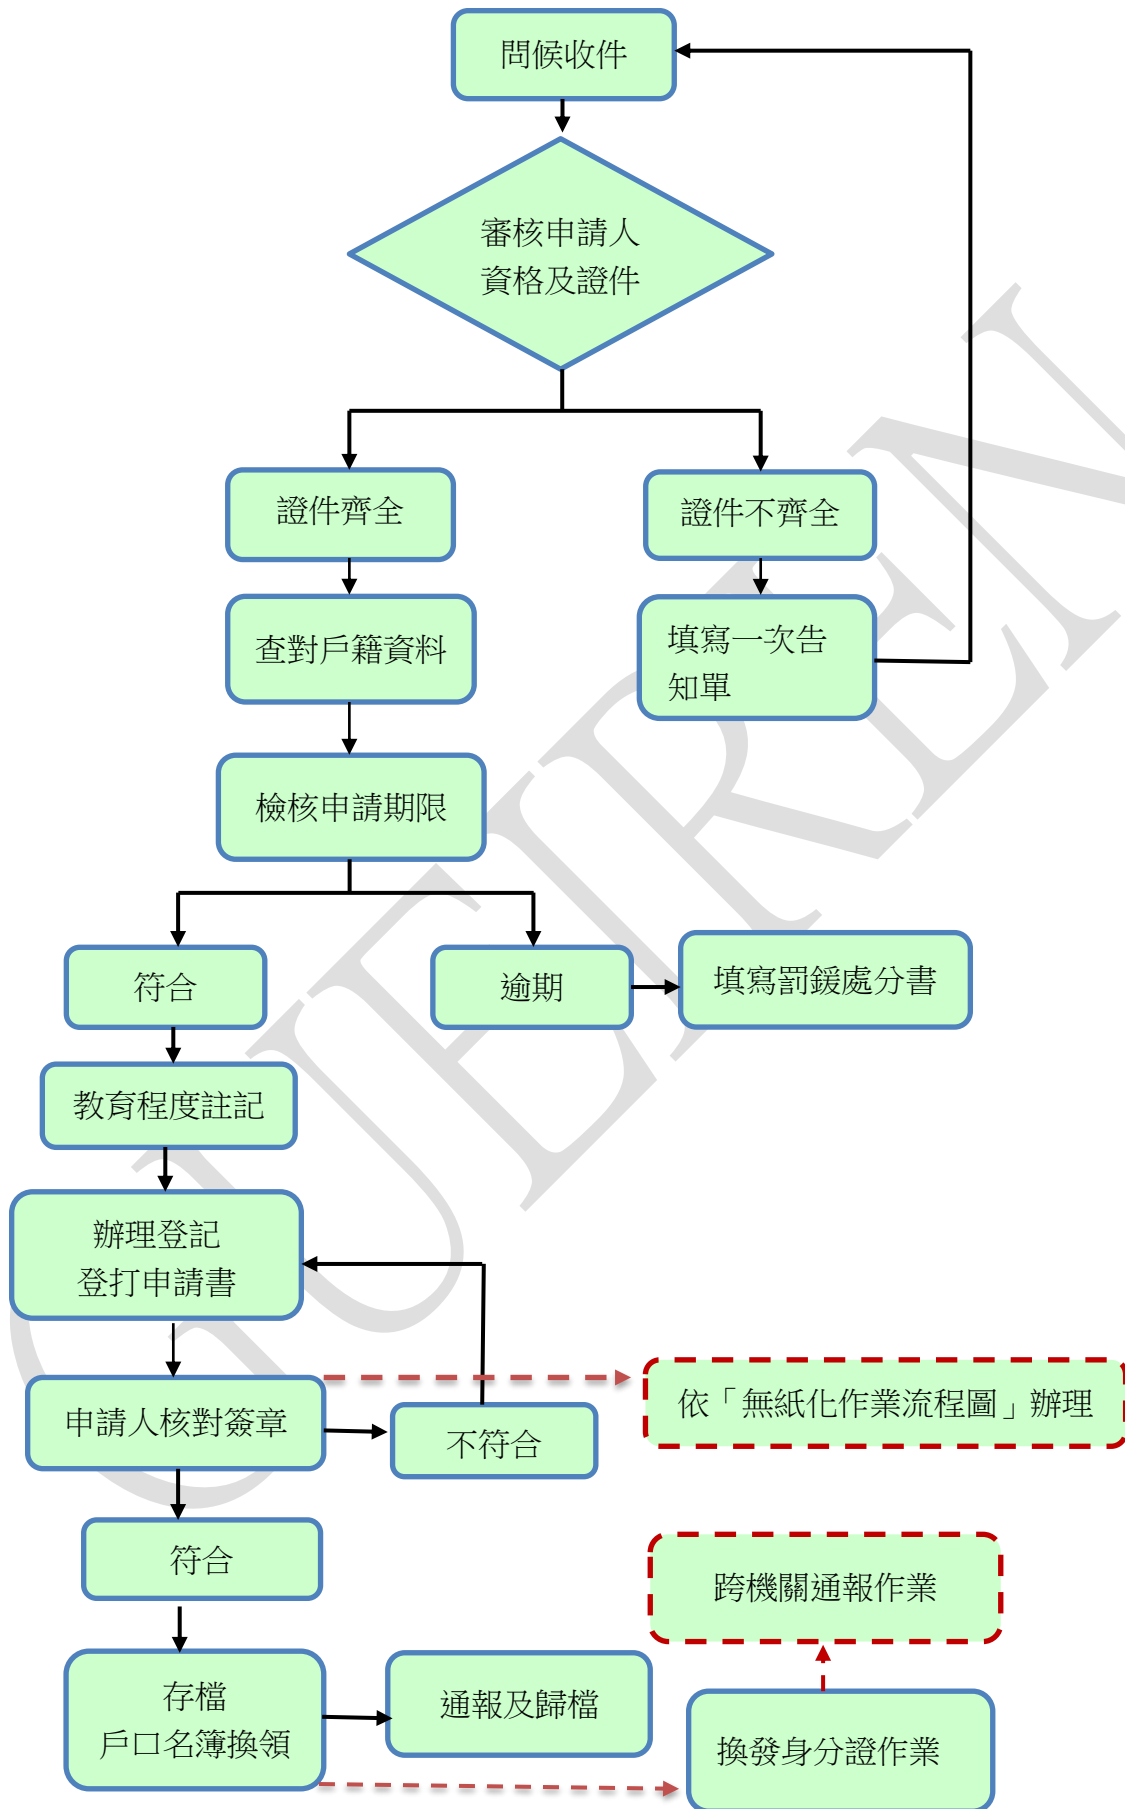 問候收件
審核申請人
資格及證件
證件齊全
證件不齊全
查對戶籍資料
填寫一次告
知單
檢核申請期限
符合
逾期
填寫罰鍰處分書
教育程度註記
辦理登記
登打申請書
申請人核對簽章
不符合
依「無紙化作業流程圖」辦理
符合
跨機關通報作業
存檔
戶口名簿換領
通報及歸檔
換發身分證作業
GUEIREN